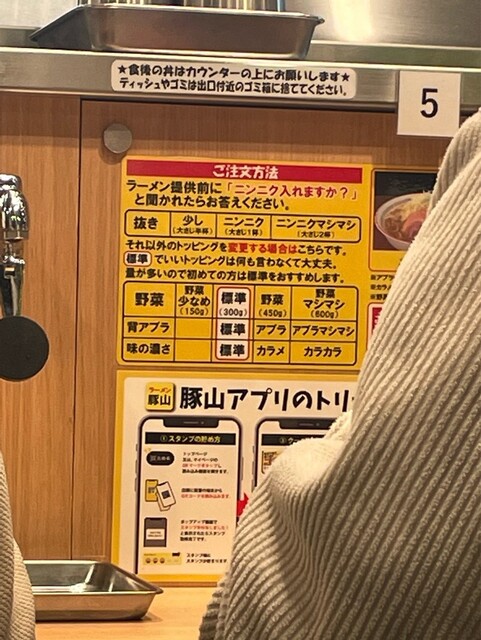 ★食後の丼はカウンターの上にお願いします★
ティッシュやゴミは出口付近のゴミ箱に捨ててください。
5
ご注文方法
ラーメン提供前に「ニンニク入れますか？」
と聞かれたらお答えください。
抜き 少し(大さじ半杯) ニンニク(大さじ1杯) ニンニクマシマシ(大さじ2杯)
それ以外のトッピングを変更する場合はこちらです。
標準でいいトッピングは何も言わなくて大丈夫。
量が多いので初めての方は標準をおすすめします。
野菜 野菜少なめ(150g) 標準(300g) 野菜(450g) 野菜マシマシ(600g)
背アブラ 標準 アブラ アブラマシマシ
味の濃さ 標準 カラメ カラカラ
ラーメン
豚山
豚山アプリのトリ
①スタンプの貯め方
トップページ